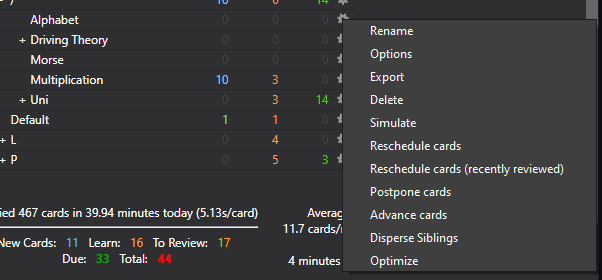 / 10 0 14
Alphabet 0 0 0
+ Driving Theory 0 0 0
Morse 0 0 0
Multiplication 10 3 0
+ Uni 0 3 14
Default 1 1 0
+ L 0 4 0
+ P 0 5 3
ied 467 cards in 39.94 minutes today (5.13s/card)
New Cards: 11 Learn: 16 To Review: 17
Due: 33 Total: 44
Averag
11.7 cards/
4 minutes
Rename
Options
Export
Delete
Simulate
Reschedule cards
Reschedule cards (recently reviewed)
Postpone cards
Advance cards
Disperse Siblings
Optimize